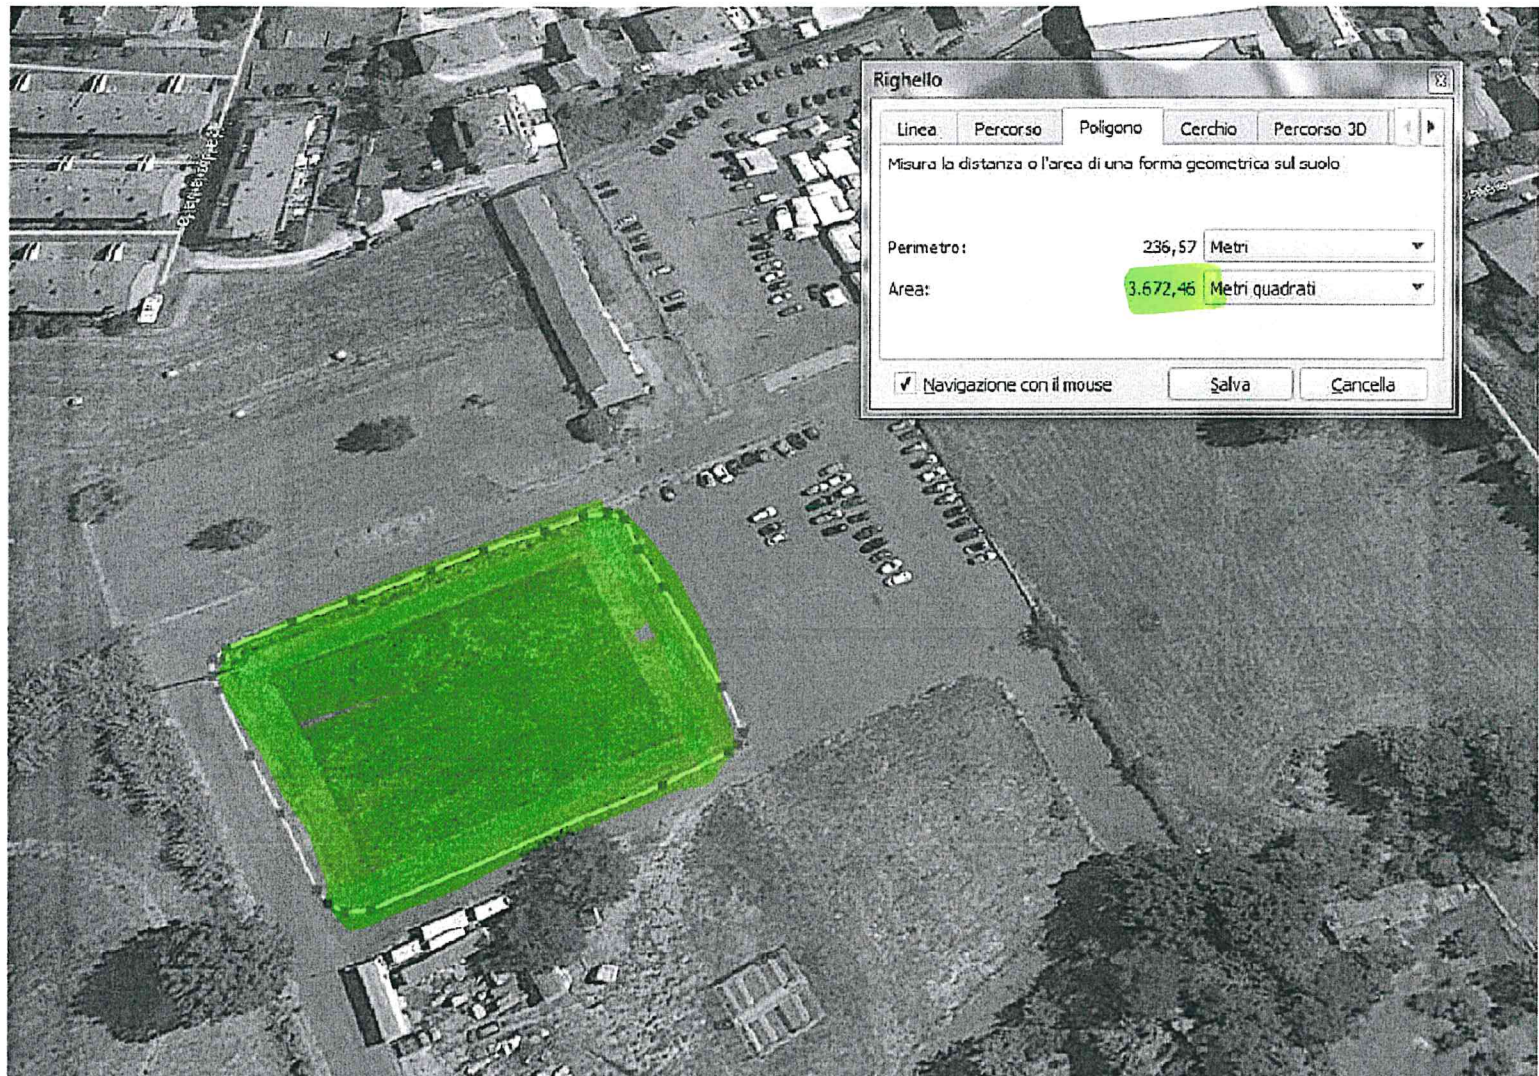 Righello
Linea Percorso Poligono Cerchio Percorso 3D
Misura la distanza o l'area di una forma geometrica sul suolo
Perimetro: 236,57 Metri
Area: 3.672,46 Metri quadrati
Navigazione con il mouse Salva Cancella